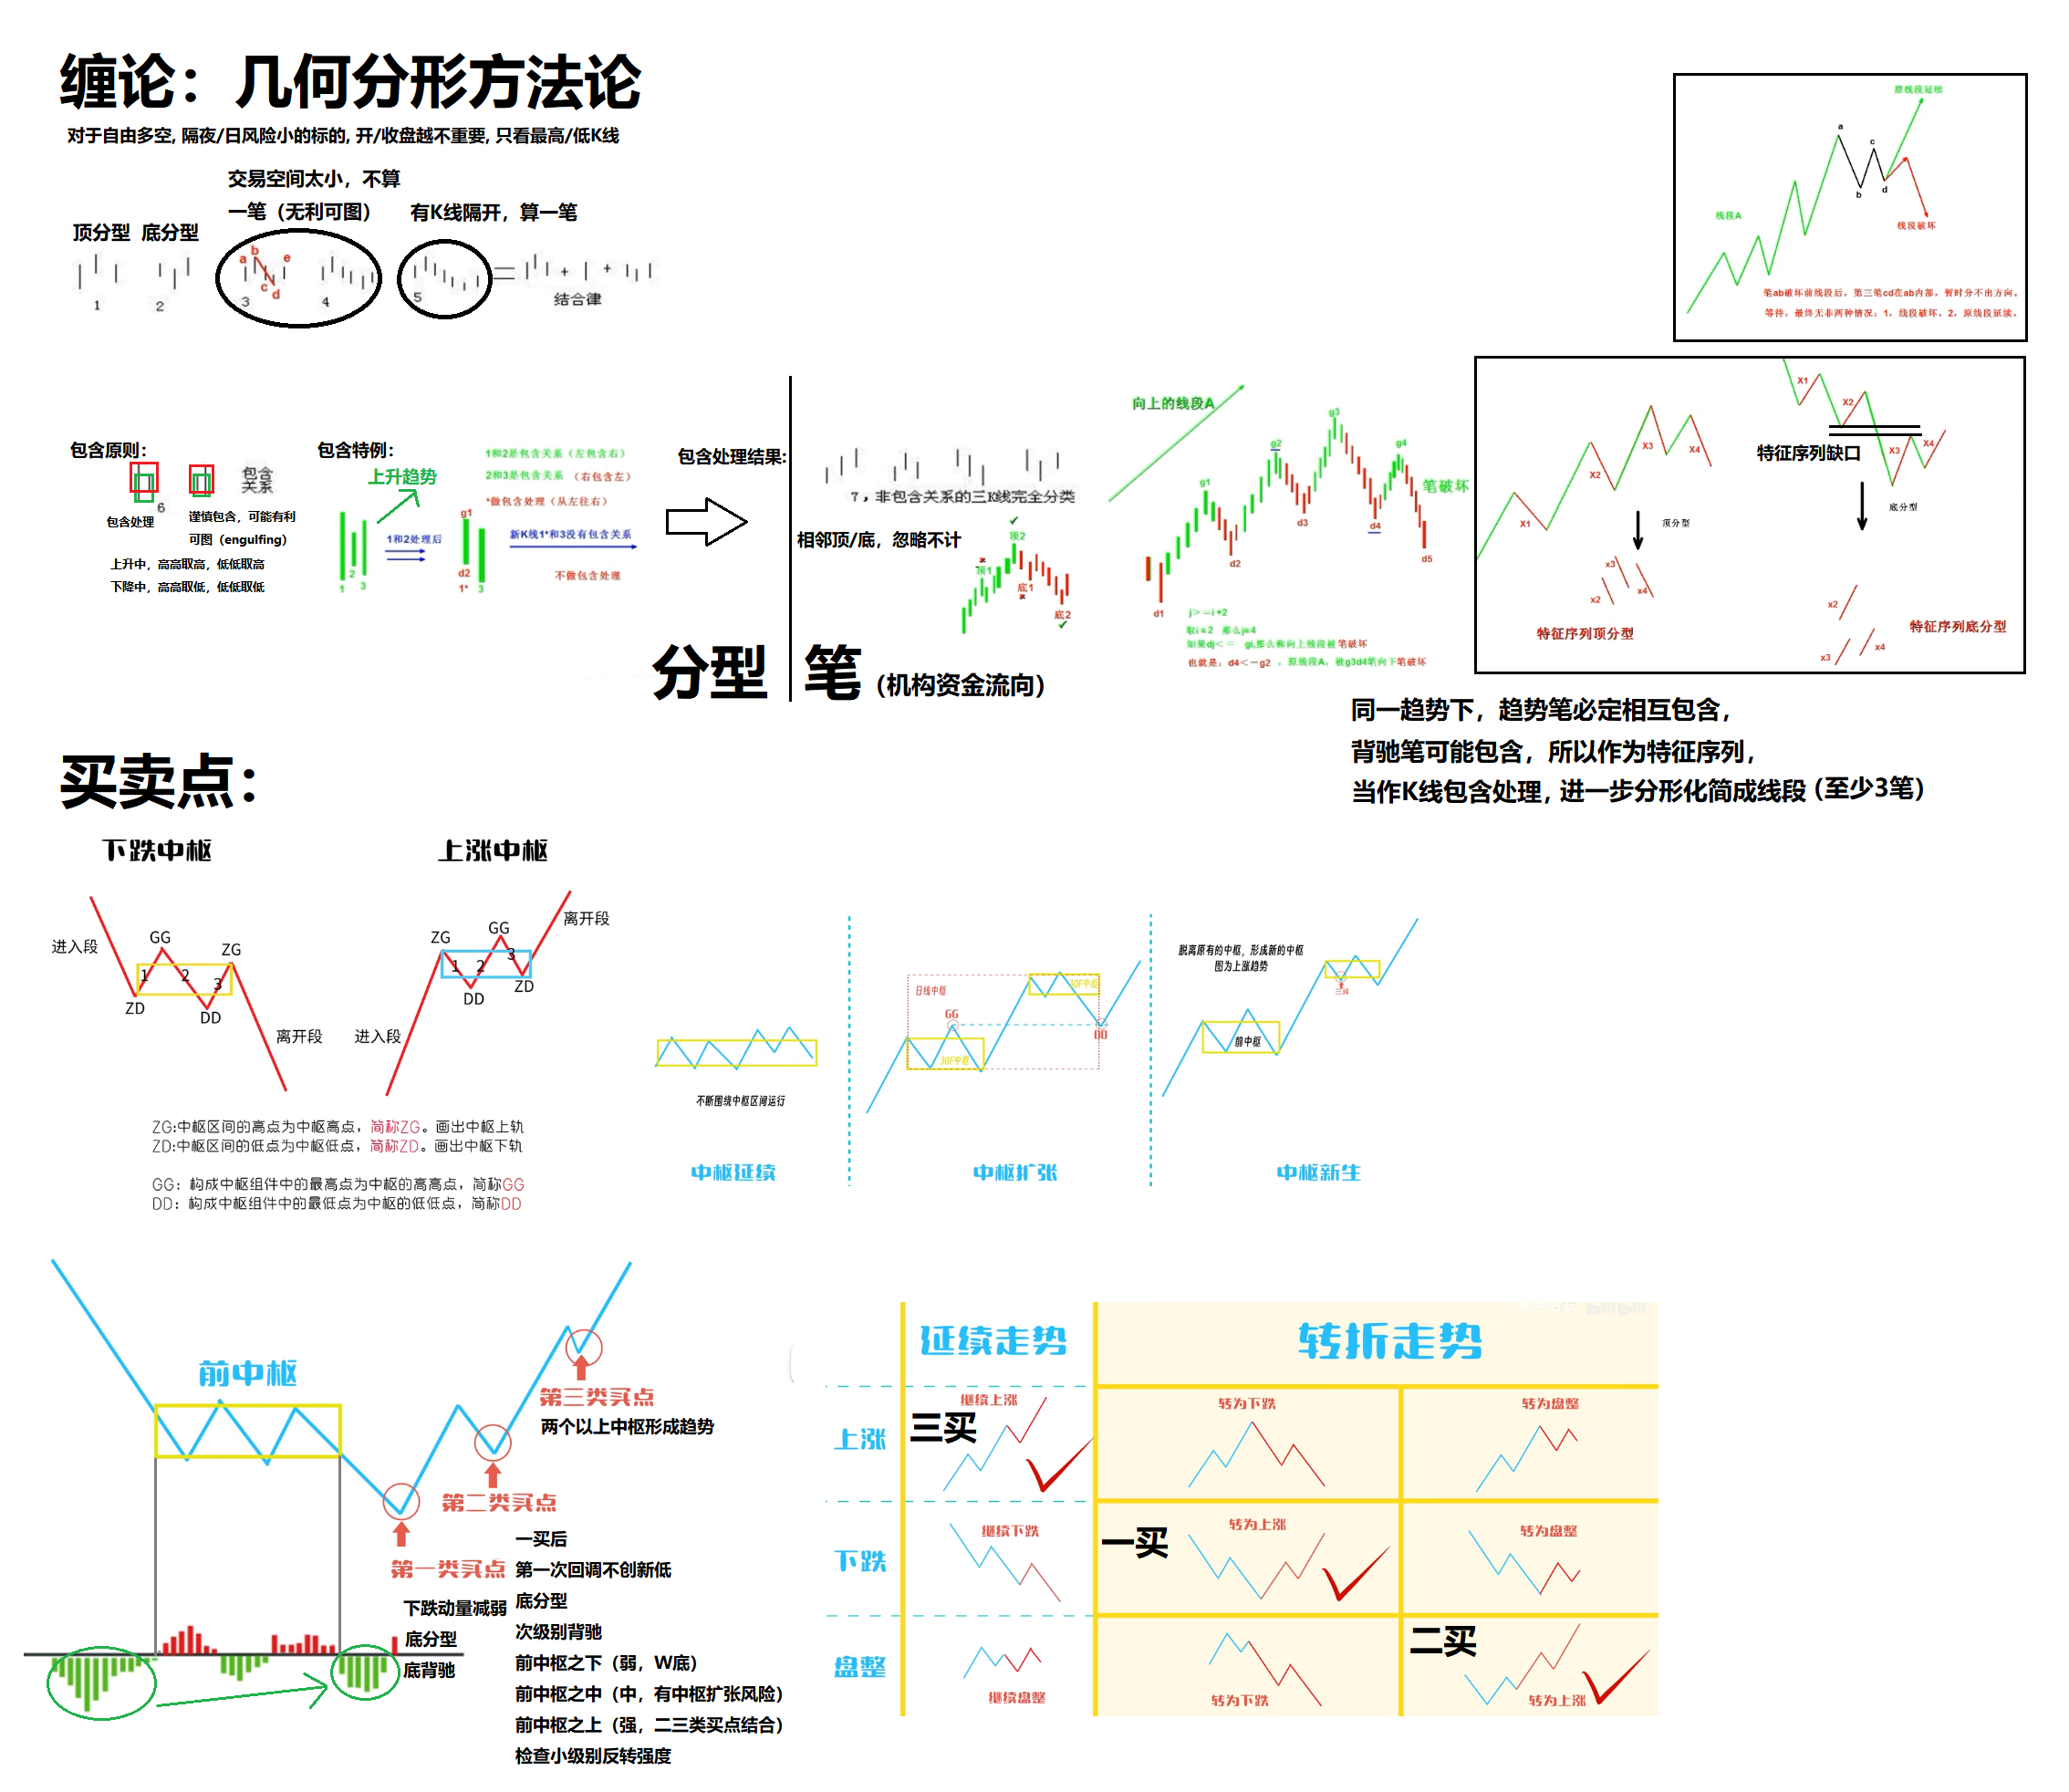 缠论：几何分形方法论
对于自由多空, 隔夜/日风险小的标的, 开/收盘越不重要, 只看最高/低K线
交易空间太小，不算
一笔（无利可图）
有K线隔开，算一笔
顶分型 底分型
a b c d e
1 2 3 4 5
= + +
结合律
原线段延续
a
c
b
d
线段A
线段破坏
笔ab破坏前线段后，第三笔cd在ab内部，暂时分不出方向。
等待，最终无非两种情况：1，线段破坏，2，原线段延续。
包含原则：
6
包含
关系
包含处理
谨慎包含，可能有利
可图（engulfing）
上升中，高高取高，低低取高
下降中，高高取低，低低取低
包含特例：
上升趋势
1 2 3
1和2处理后
g1
d2
1* 3
1和2是包含关系（左包含右）
2和3是包含关系 （右包含左）
*做包含处理（从左往右）
新K线1*和3没有包含关系
不做包含处理
包含处理结果：
7，非包含关系的三K线完全分类
相邻顶/底，忽略不计
顶1
顶2
底1
底2
分型
笔（机构资金流向）
向上的线段A
g1
g2
g3
g4
笔破坏
d1
d2
d3
d4
d5
j>=i+2
取i=2 那么j=4
如果dj<= gi,那么称向上线段被笔破坏
也就是：d4<=g2 ，原线段A，被g3d4笔向下笔破坏
X1
X2
X3
X4
顶分型
x2
x3
x4
特征序列顶分型
X1
X2
X3
X4
特征序列缺口
底分型
x2
x3
x4
特征序列底分型
同一趋势下，趋势笔必定相互包含，
背驰笔可能包含，所以作为特征序列，
当作K线包含处理, 进一步分形化简成线段（至少3笔）
买卖点：
下跌中枢
进入段
GG
ZG
1 2 3
ZD
DD
离开段
上涨中枢
离开段
ZG
GG
1 2 3
DD
ZD
进入段
ZG:中枢区间的高点为中枢高点，简称ZG。画出中枢上轨
ZD:中枢区间的低点为中枢低点，简称ZD。画出中枢下轨
GG：构成中枢组件中的最高点为中枢的高高点，简称GG
DD：构成中枢组件中的最低点为中枢的低低点，简称DD
不断围绕中枢区间运行
中枢延续
日线中枢
GG
30F中枢
30F中枢
DD
中枢扩张
脱离原有的中枢，形成新的中枢
图为上涨趋势
前中枢
三买
中枢新生
前中枢
第三类买点
两个以上中枢形成趋势
第二类买点
第一类买点
下跌动量减弱
底分型
底背驰
一买后
第一次回调不创新低
底分型
次级别背驰
前中枢之下（弱，W底）
前中枢之中（中，有中枢扩张风险）
前中枢之上（强，二三类买点结合）
检查小级别反转强度
延续走势
转折走势
上涨
三买
继续上涨
转为下跌
转为盘整
下跌
继续下跌
一买
转为上涨
转为盘整
盘整
继续盘整
转为下跌
二买
转为上涨